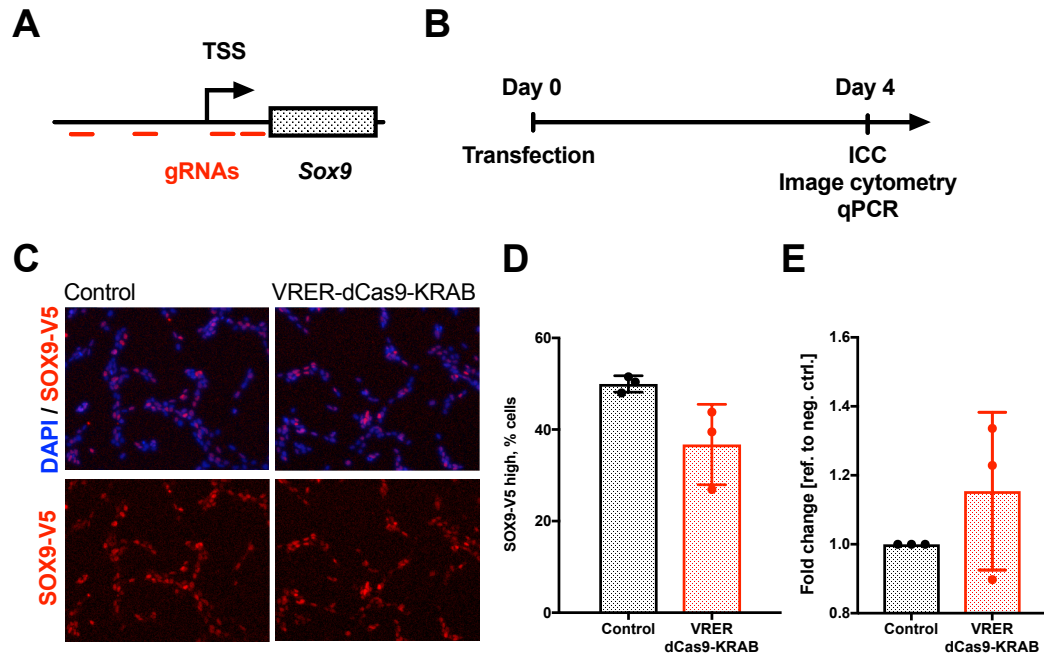 A
TSS
gRNAs
Sox9
B
Day 0
Day 4
Transfection
ICC
Image cytometry
qPCR
C
Control
VRER-dCas9-KRAB
DAPI / SOX9-V5
SOX9-V5
D
SOX9-V5 high, % cells
60
40
20
0
Control
VRER
dCas9-KRAB
E
Fold change [ref. to neg. ctrl.]
1.6
1.4
1.2
1.0
0.8
Control
VRER
dCas9-KRAB